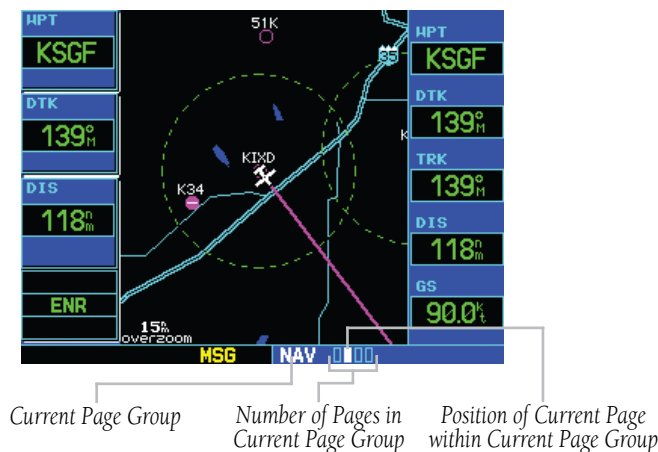 WPT
KSGF
DTK
139°M
DIS
118nm
ENR
51K
35
KIXD
K34
K
15nm
overzoom
WPT
KSGF
DTK
139°M
TRK
139°M
DIS
118nm
GS
90.0kt
MSG
NAV
Current Page Group
Number of Pages in
Current Page Group
Position of Current Page
within Current Page Group